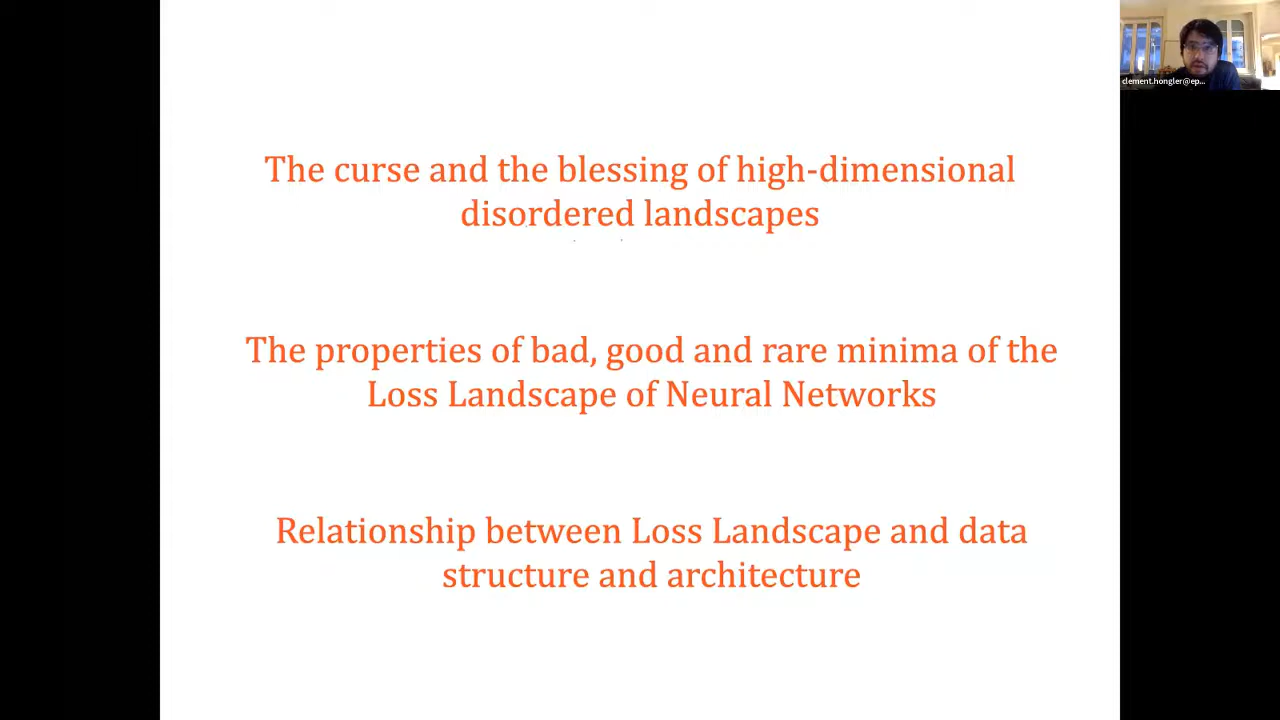 clement.hongler@ep...
The curse and the blessing of high-dimensional
disordered landscapes
The properties of bad, good and rare minima of the
Loss Landscape of Neural Networks
Relationship between Loss Landscape and data
structure and architecture